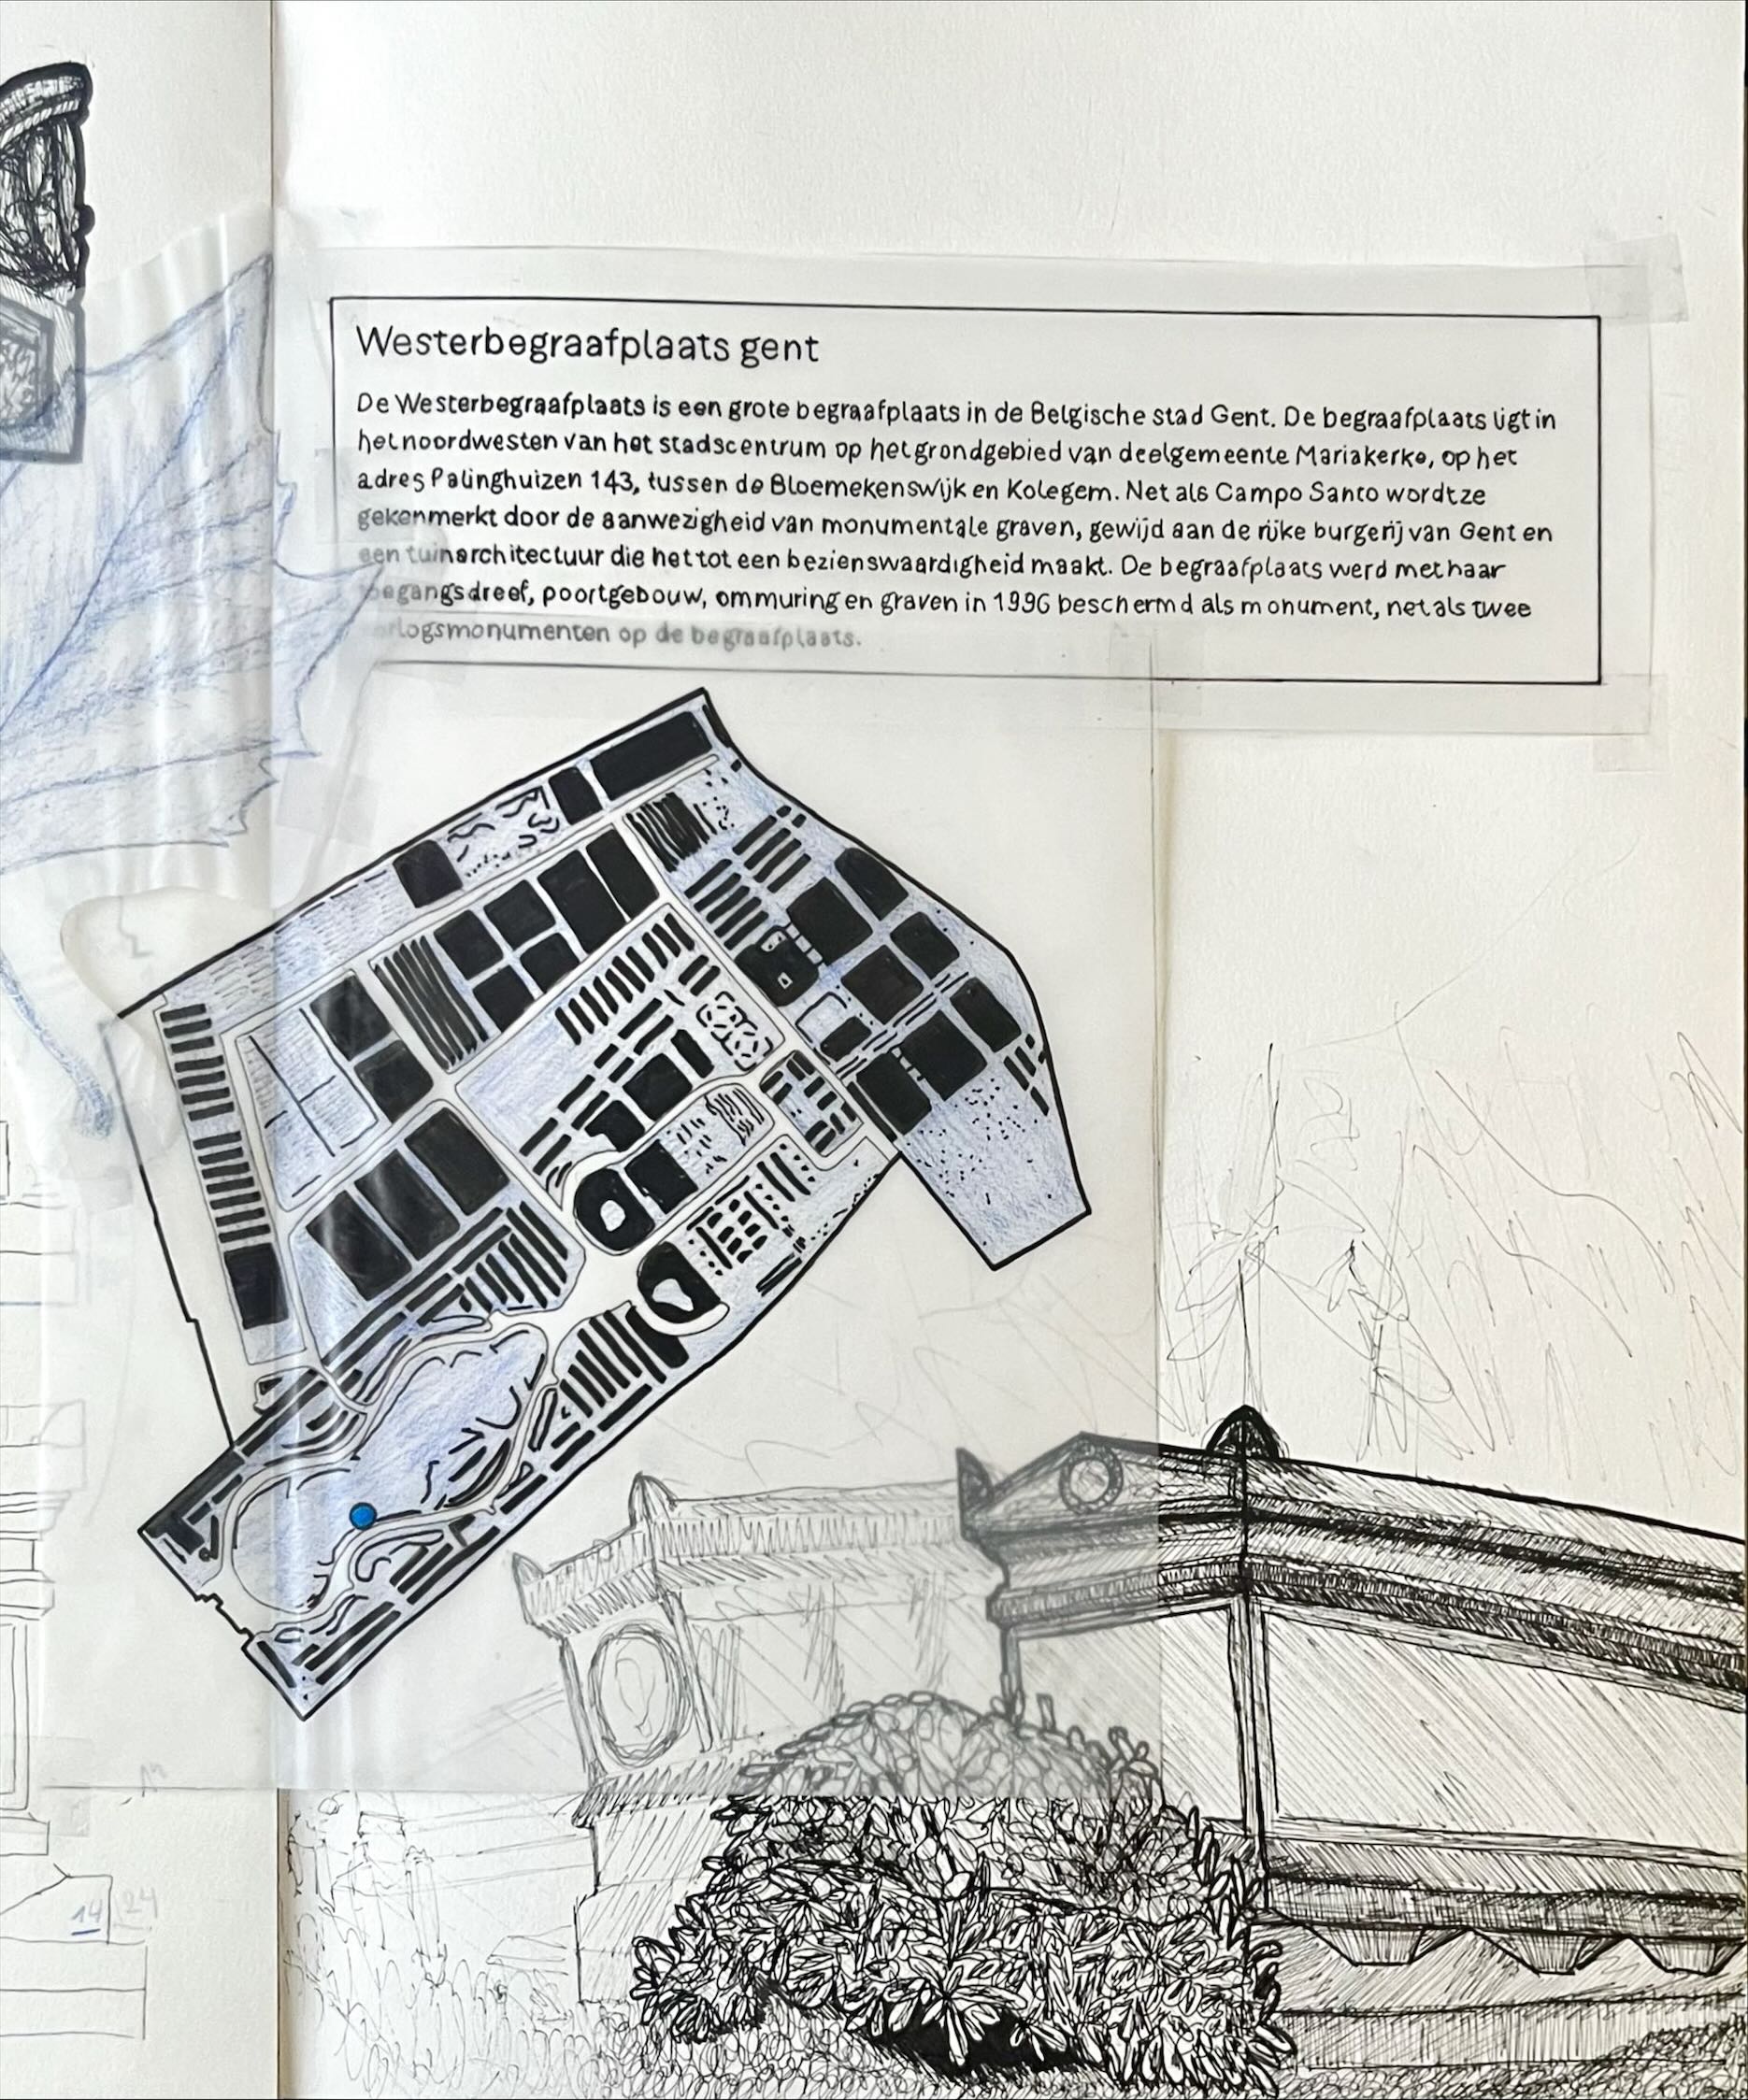 Westerbegraafplaats gent
De Westerbegraafplaats is een grote begraafplaats in de Belgische stad Gent. De begraafplaats ligt in
het noordwesten van het stadscentrum op het grondgebied van deelgemeente Mariakerke, op het
adres Palinghuizen 143, tussen de Bloemekenswijk en Kolegem. Net als Campo Santo wordt ze
gekenmerkt door de aanwezigheid van monumentale graven, gewijd aan de rijke burgerij van Gent en
een tuinarchitectuur die het tot een bezienswaardigheid maakt. De begraafplaats werd met haar
toegangsdreef, poortgebouw, ommuring en graven in 1996 beschermd als monument, net als twee
oorlogsmonumenten op de begraafplaats.
14 24